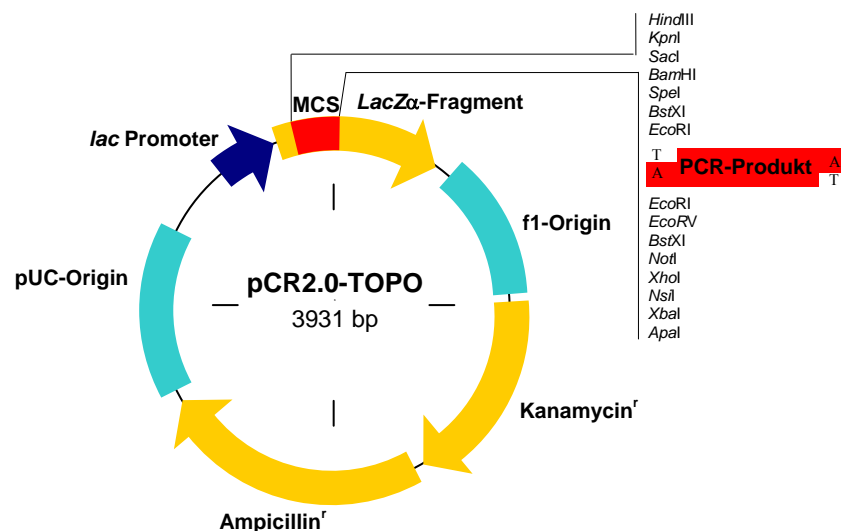 HindIII
KpnI
SacI
BamHI
SpeI
BstXI
EcoRI
T
A
PCR-Produkt
A
T
EcoRI
EcoRV
BstXI
NotI
XhoI
NsiI
XbaI
ApaI
MCS
LacZα-Fragment
lac Promoter
f1-Origin
pUC-Origin
pCR2.0-TOPO
3931 bp
Kanamycinʳ
Ampicillinʳ